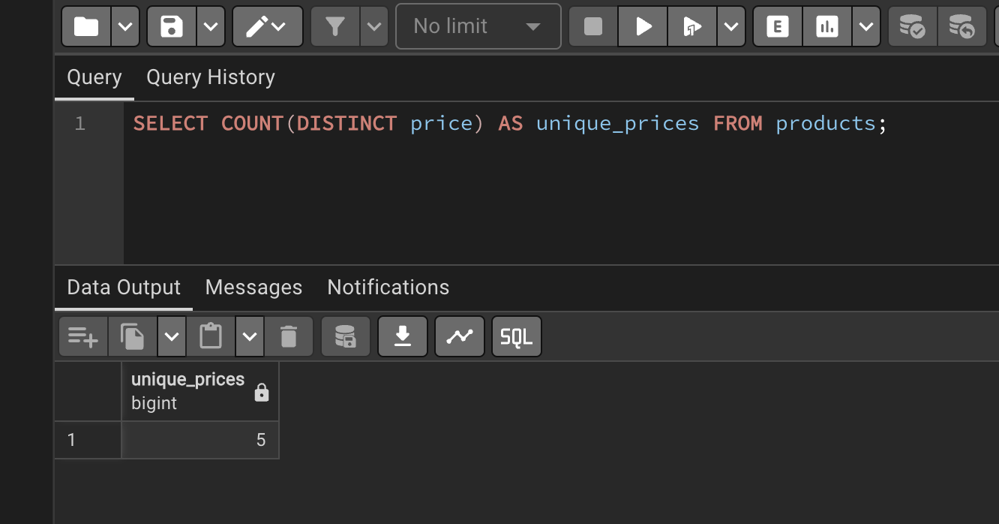 No limit
E
Query Query History
1 SELECT COUNT(DISTINCT price) AS unique_prices FROM products;
Data Output Messages Notifications
SQL
unique_prices
bigint
1 5